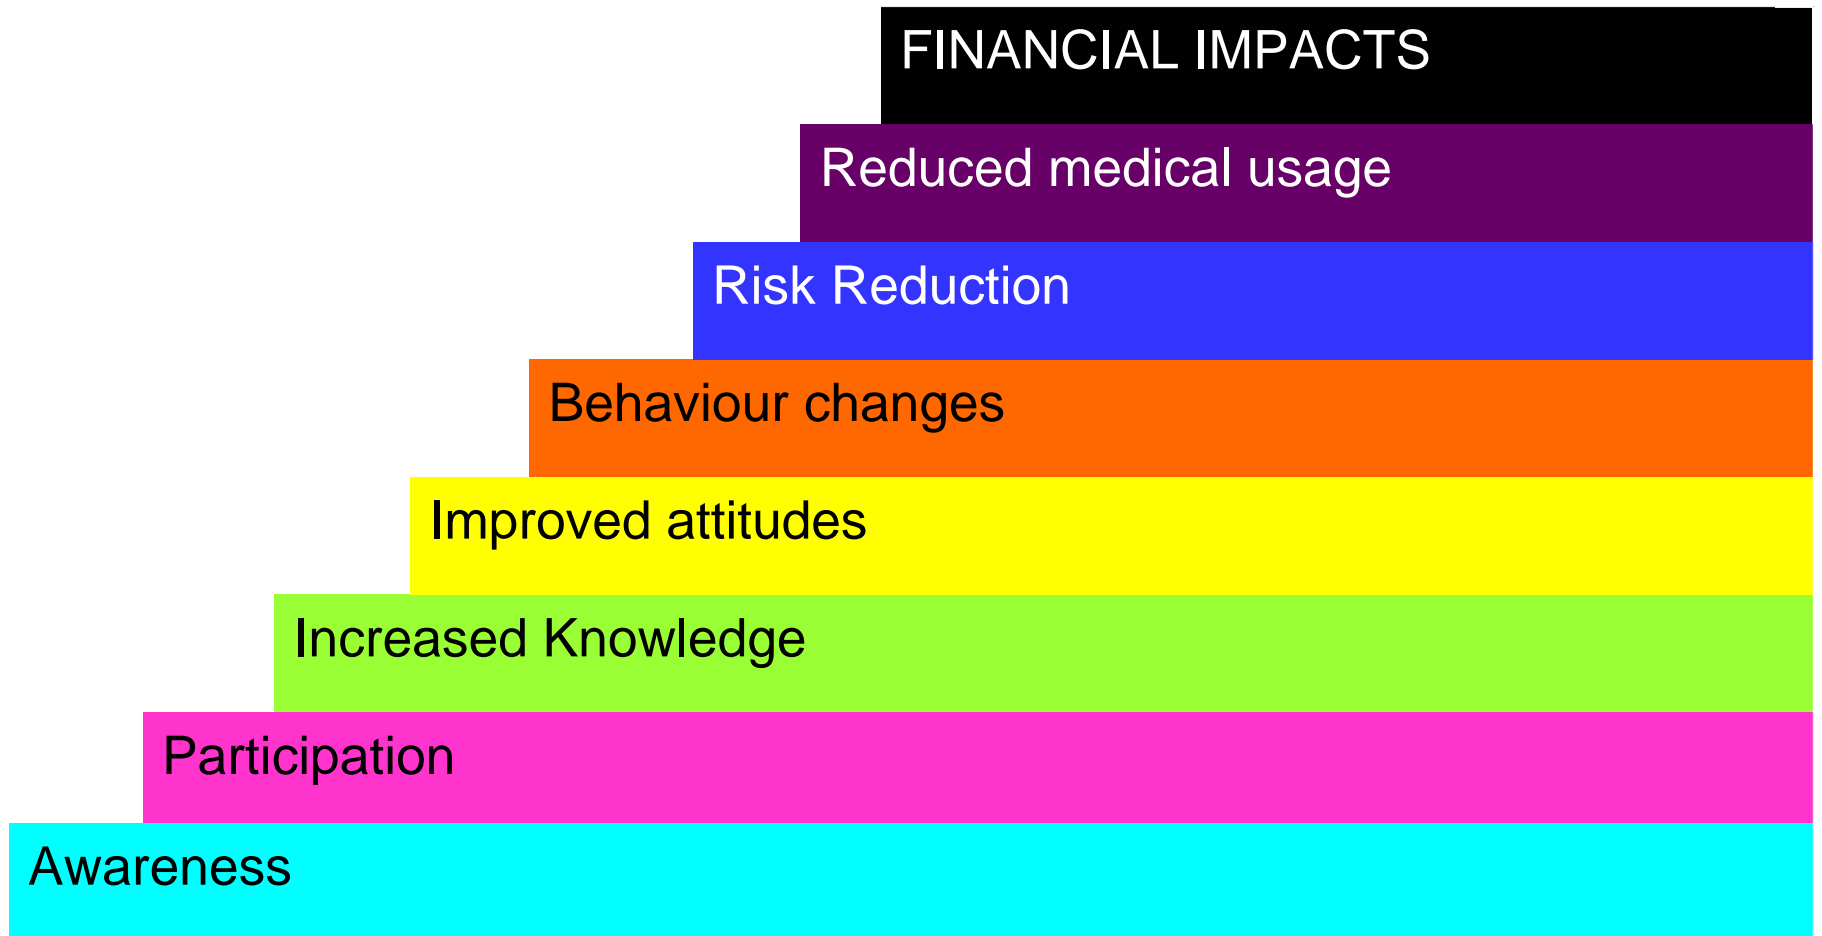 FINANCIAL IMPACTS
Reduced medical usage
Risk Reduction
Behaviour changes
Improved attitudes
Increased Knowledge
Participation
Awareness